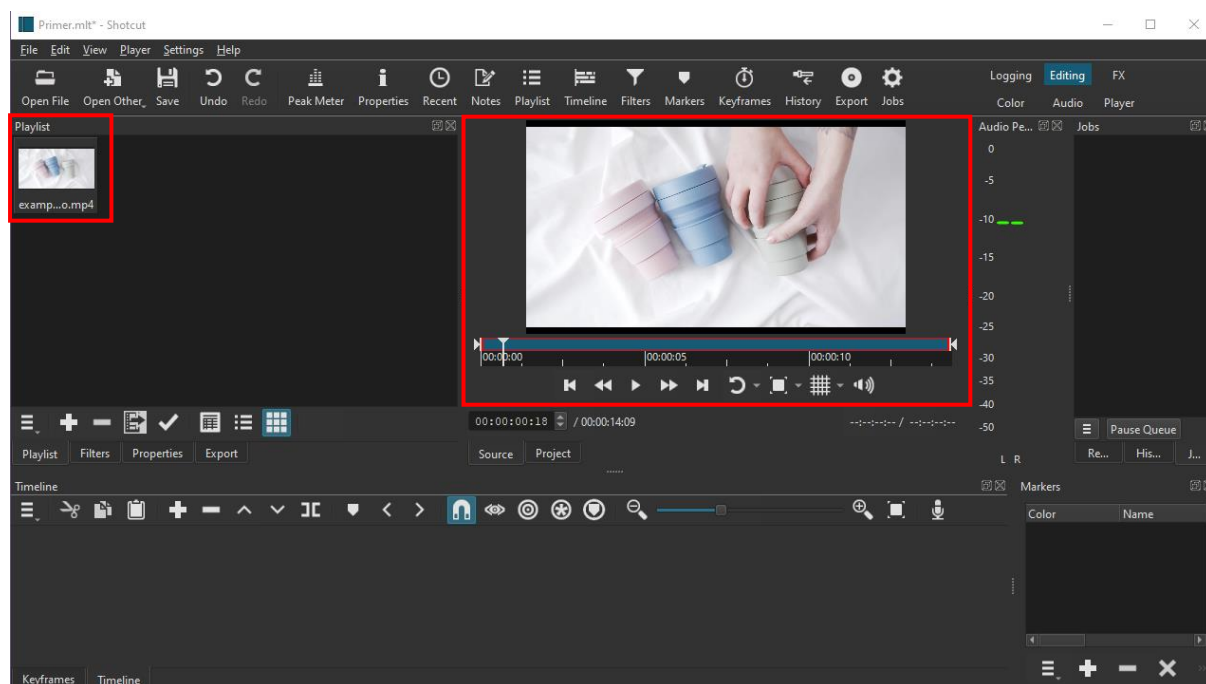 Primer.mlt* - Shotcut
File Edit View Player Settings Help
Open File Open Other Save Undo Redo Peak Meter Properties Recent Notes Playlist Timeline Filters Markers Keyframes History Export Jobs
Logging Editing FX
Color Audio Player
Playlist
examp...o.mp4
Audio Pe...
Jobs
0
-5
-10
-15
-20
-25
-30
-35
-40
-50
L R
00:00:00 00:00:05 00:00:10
00:00:00:18 / 00:00:14:09
--:--:--:-- / --:--:--:--
Pause Queue
Playlist Filters Properties Export
Source Project
Re... His... J...
Timeline
Markers
Color Name
Keyframes Timeline